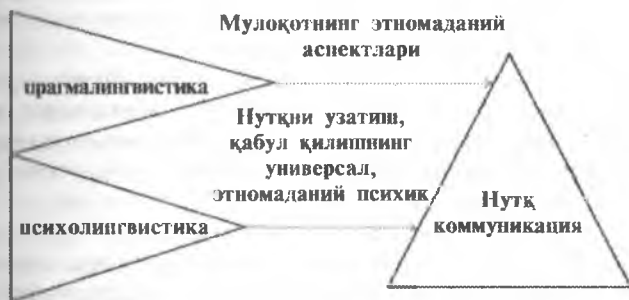 Мулоқотнинг этномаданий
аспектлари
прагмалингвистика
Нутқни узатиш,
қабул қилишнинг
универсал,
этномаданий психик
психолингвистика
Нутқ
коммуникация